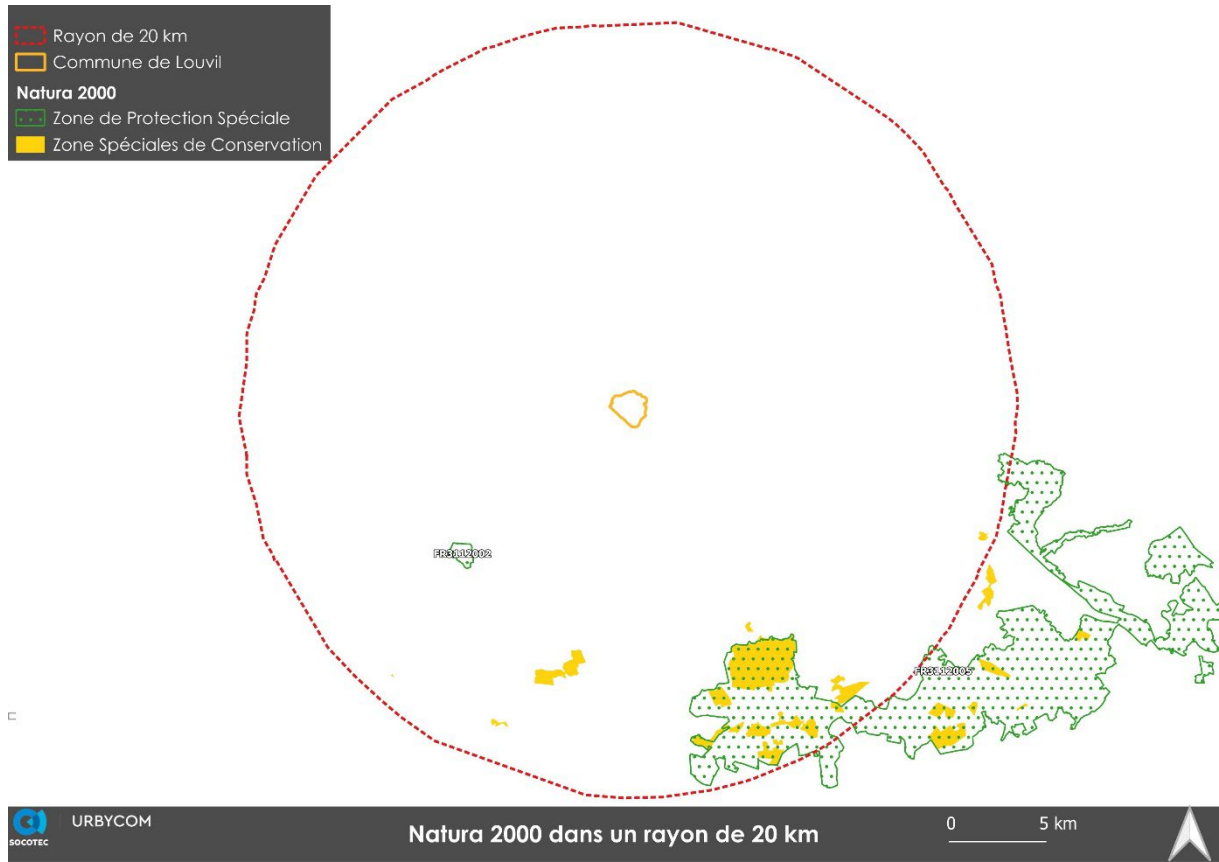 Rayon de 20 km
Commune de Louvil
Natura 2000
Zone de Protection Spéciale
Zone Spéciales de Conservation
FR3112002
FR3112005
SOCOTEC
URBYCOM
Natura 2000 dans un rayon de 20 km
0 5 km